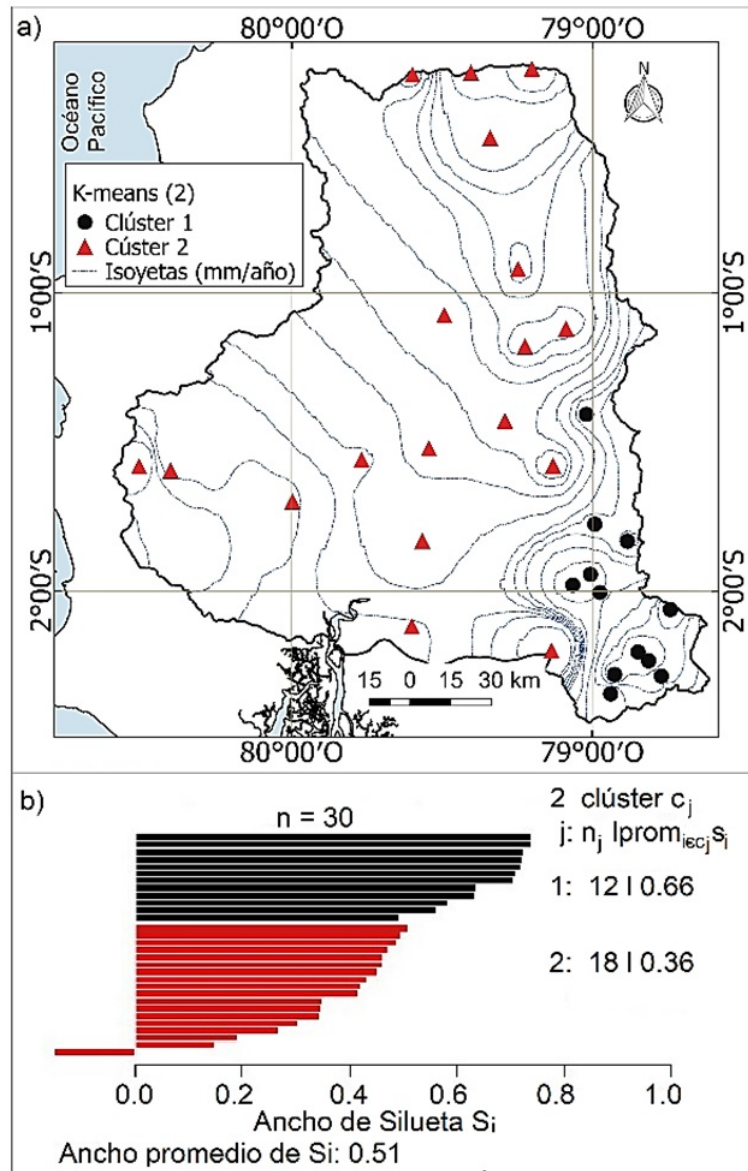 a)
80°00'O 79°00'O
Océano
Pacífico
N
K-means (2)
Clúster 1
Cúster 2
Isoyetas (mm/año)
1°00'S 1°00'S
2°00'S 2°00'S
15 0 15 30 km
80°00'O 79°00'O
b)
n = 30
2 clúster cj
j: nj lpromiєcjsi
1: 12 l 0.66
2: 18 l 0.36
0.0 0.2 0.4 0.6 0.8 1.0
Ancho de Silueta Si
Ancho promedio de Si: 0.51